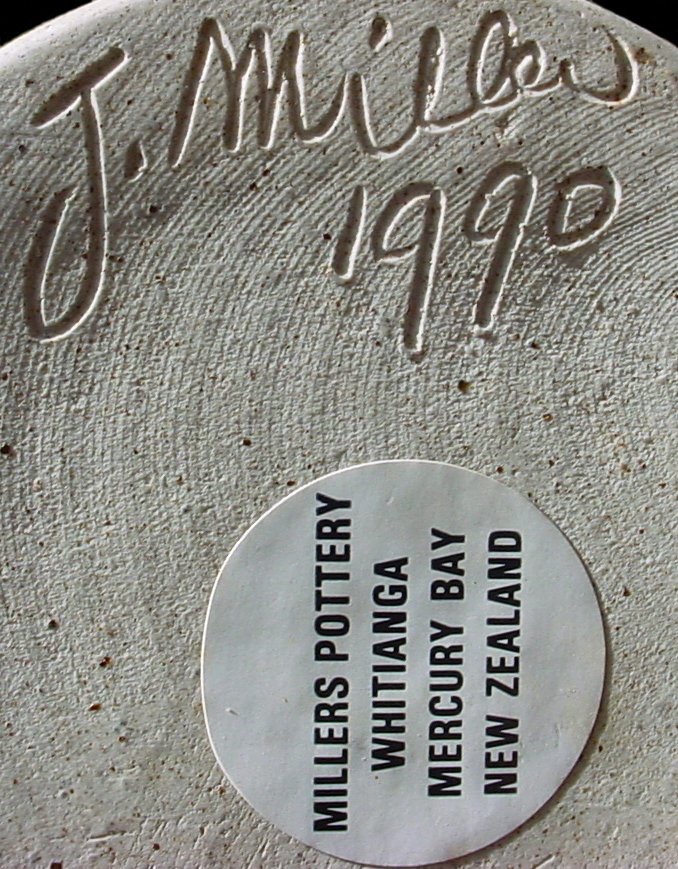 J. Miller
1990
MILLERS POTTERY
WHITIANGA
MERCURY BAY
NEW ZEALAND